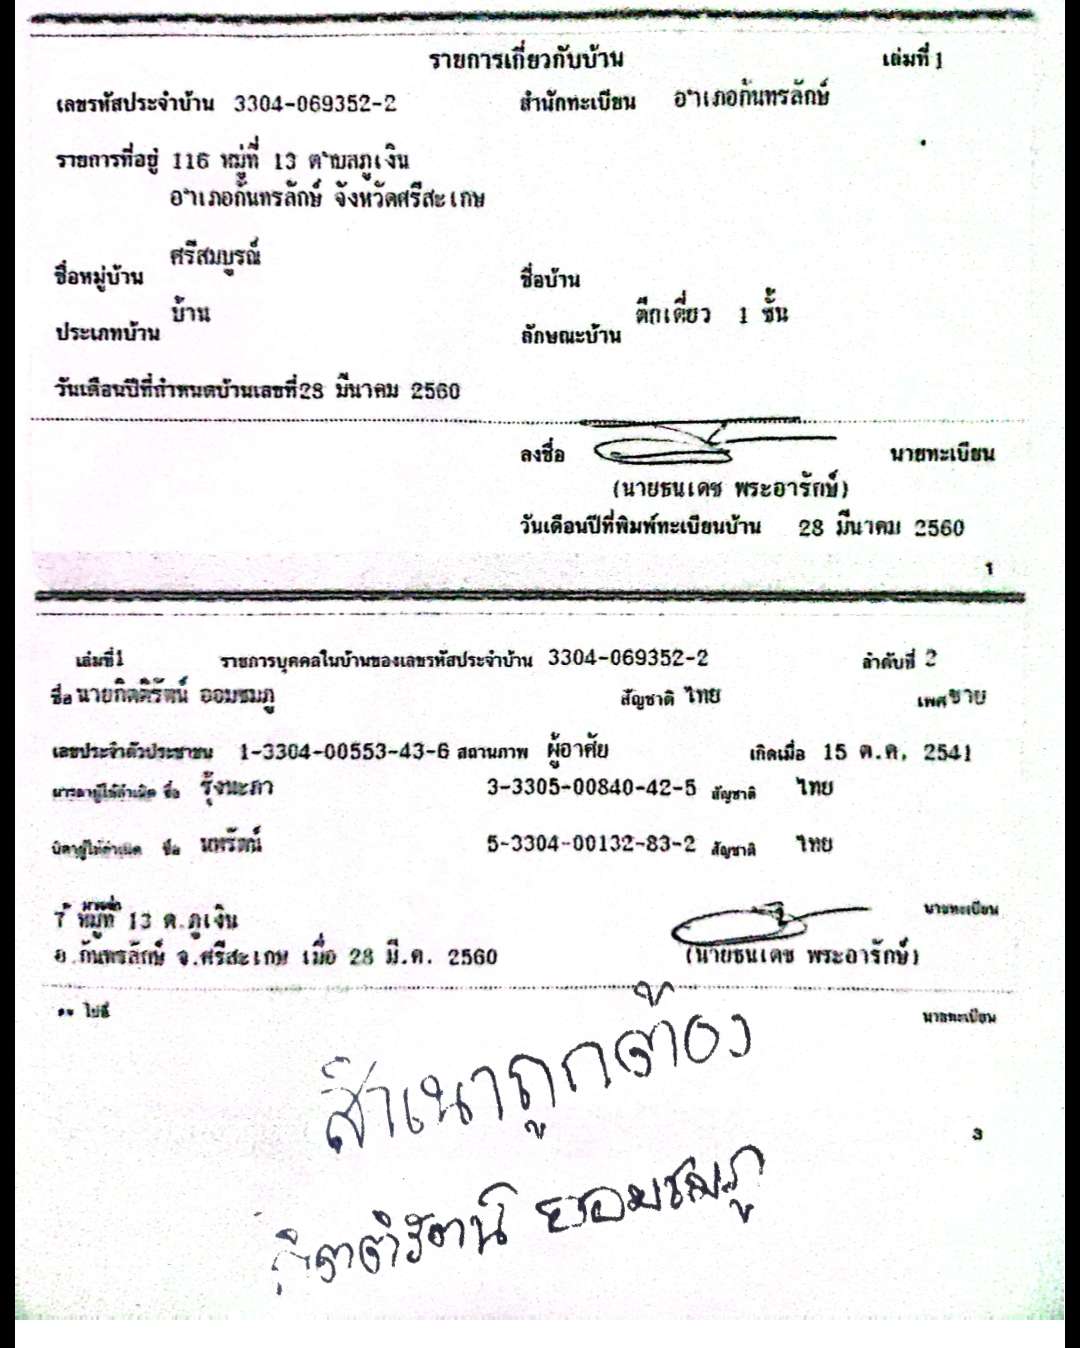 รายการเกี่ยวกับบ้าน เล่มที่ 1
เลขรหัสประจำบ้าน 3304-069352-2 สำนักทะเบียน อำเภอกันทรลักษ์
รายการที่อยู่ 116 หมู่ที่ 13 ตำบลภูเงิน
อำเภอกันทรลักษ์ จังหวัดศรีสะเกษ
ชื่อหมู่บ้าน ศรีสมบูรณ์ ชื่อบ้าน
ประเภทบ้าน บ้าน ลักษณะบ้าน ตึกเดี่ยว 1 ชั้น
วันเดือนปีที่กำหนดบ้านเลขที่ 28 มีนาคม 2560
ลงชื่อ นายทะเบียน
(นายธนเดช พระอารักษ์)
วันเดือนปีที่พิมพ์ทะเบียนบ้าน 28 มีนาคม 2560
1
เล่มที่ 1 รายการบุคคลในบ้านของเลขรหัสประจำบ้าน 3304-069352-2 ลำดับที่ 2
ชื่อ นายกิตติรัตน์ ยอมชมภู สัญชาติ ไทย เพศ ชาย
เลขประจำตัวประชาชน 1-3304-00553-43-6 สถานภาพ ผู้อาศัย เกิดเมื่อ 15 ต.ค. 2541
มารดาผู้ให้กำเนิด ชื่อ รุ้งนะภา 3-3305-00840-42-5 สัญชาติ ไทย
บิดาผู้ให้กำเนิด ชื่อ นพรัตน์ 5-3304-00132-83-2 สัญชาติ ไทย
7 หมู่ที่ 13 ต.ภูเงิน นายทะเบียน
อ.กันทรลักษ์ จ.ศรีสะเกษ เมื่อ 28 มี.ค. 2560 (นายธนเดช พระอารักษ์)
** ไปที่ นายทะเบียน
สำเนาถูกต้อง
3
กิตติรัตน์ ยอมชมภู